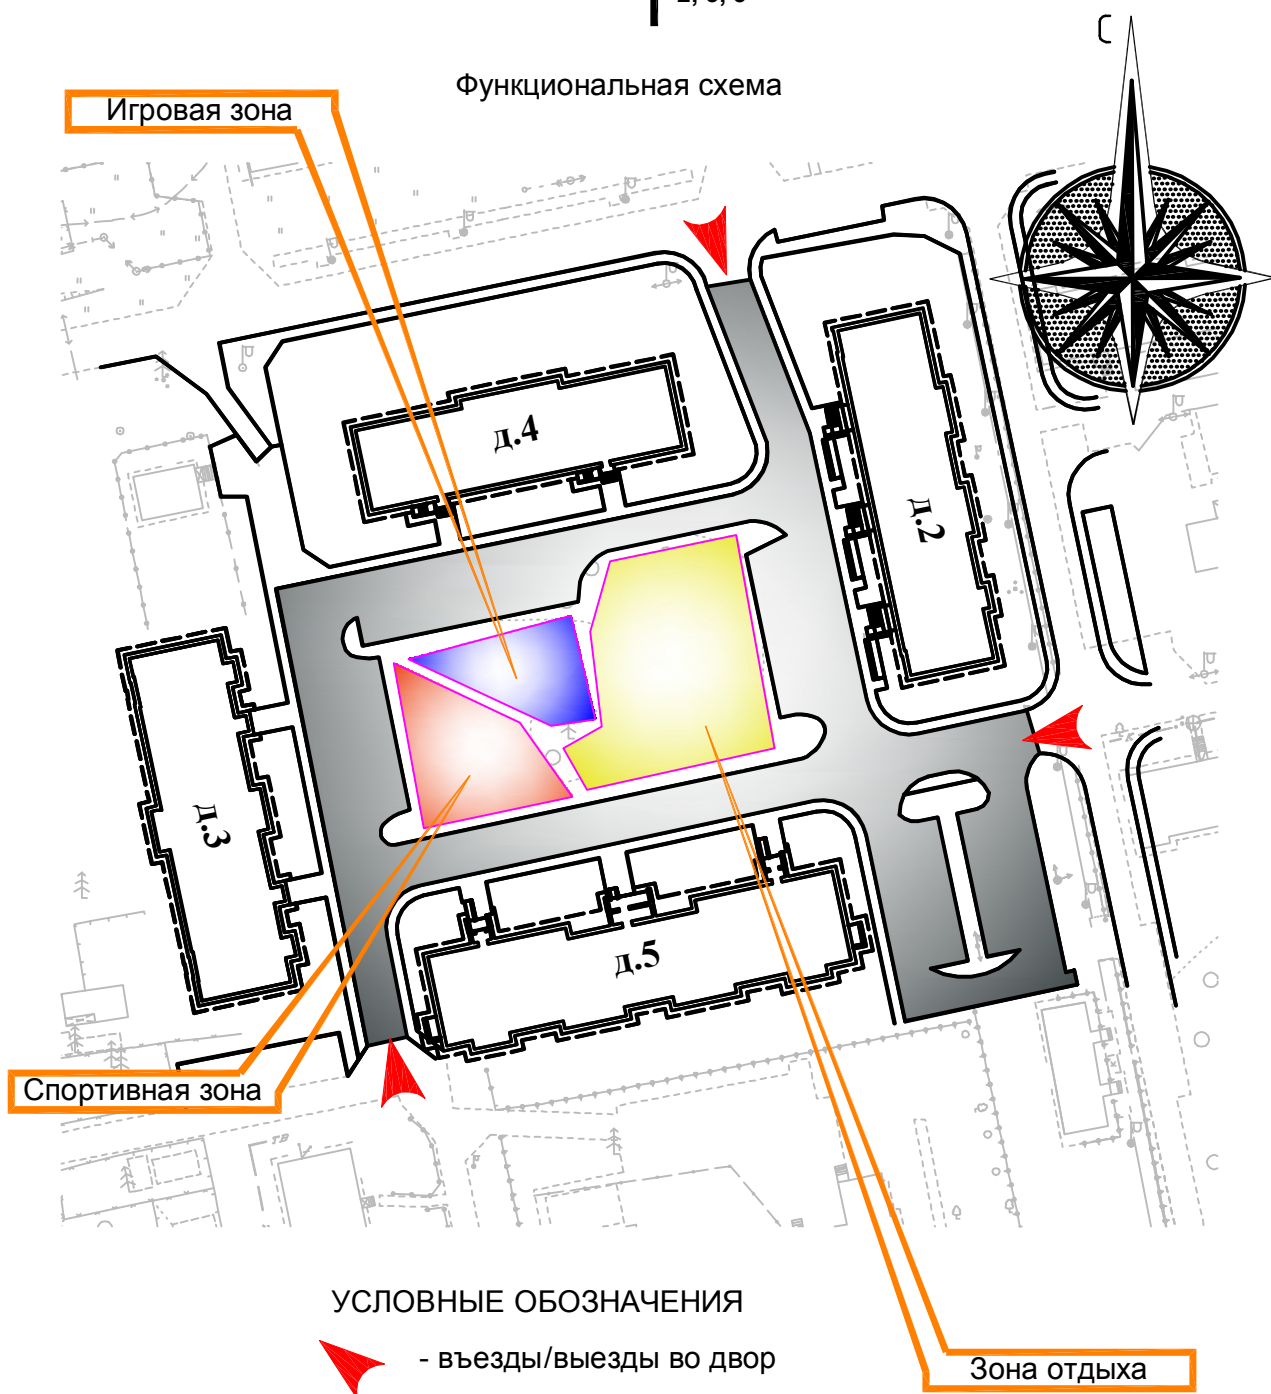 С
Функциональная схема
Игровая зона
д.4
д.2
д.3
д.5
Спортивная зона
УСЛОВНЫЕ ОБОЗНАЧЕНИЯ
- въезды/выезды во двор
Зона отдыха